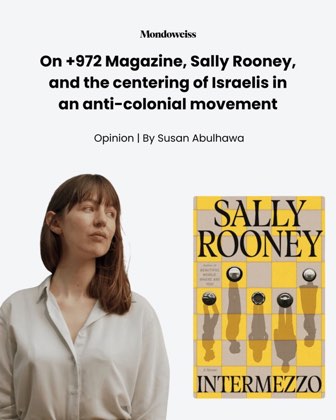 Mondoweiss
On +972 Magazine, Sally Rooney,
and the centering of Israelis in
an anti-colonial movement
Opinion | By Susan Abulhawa
SALLY
ROONEY
INTERMEZZO